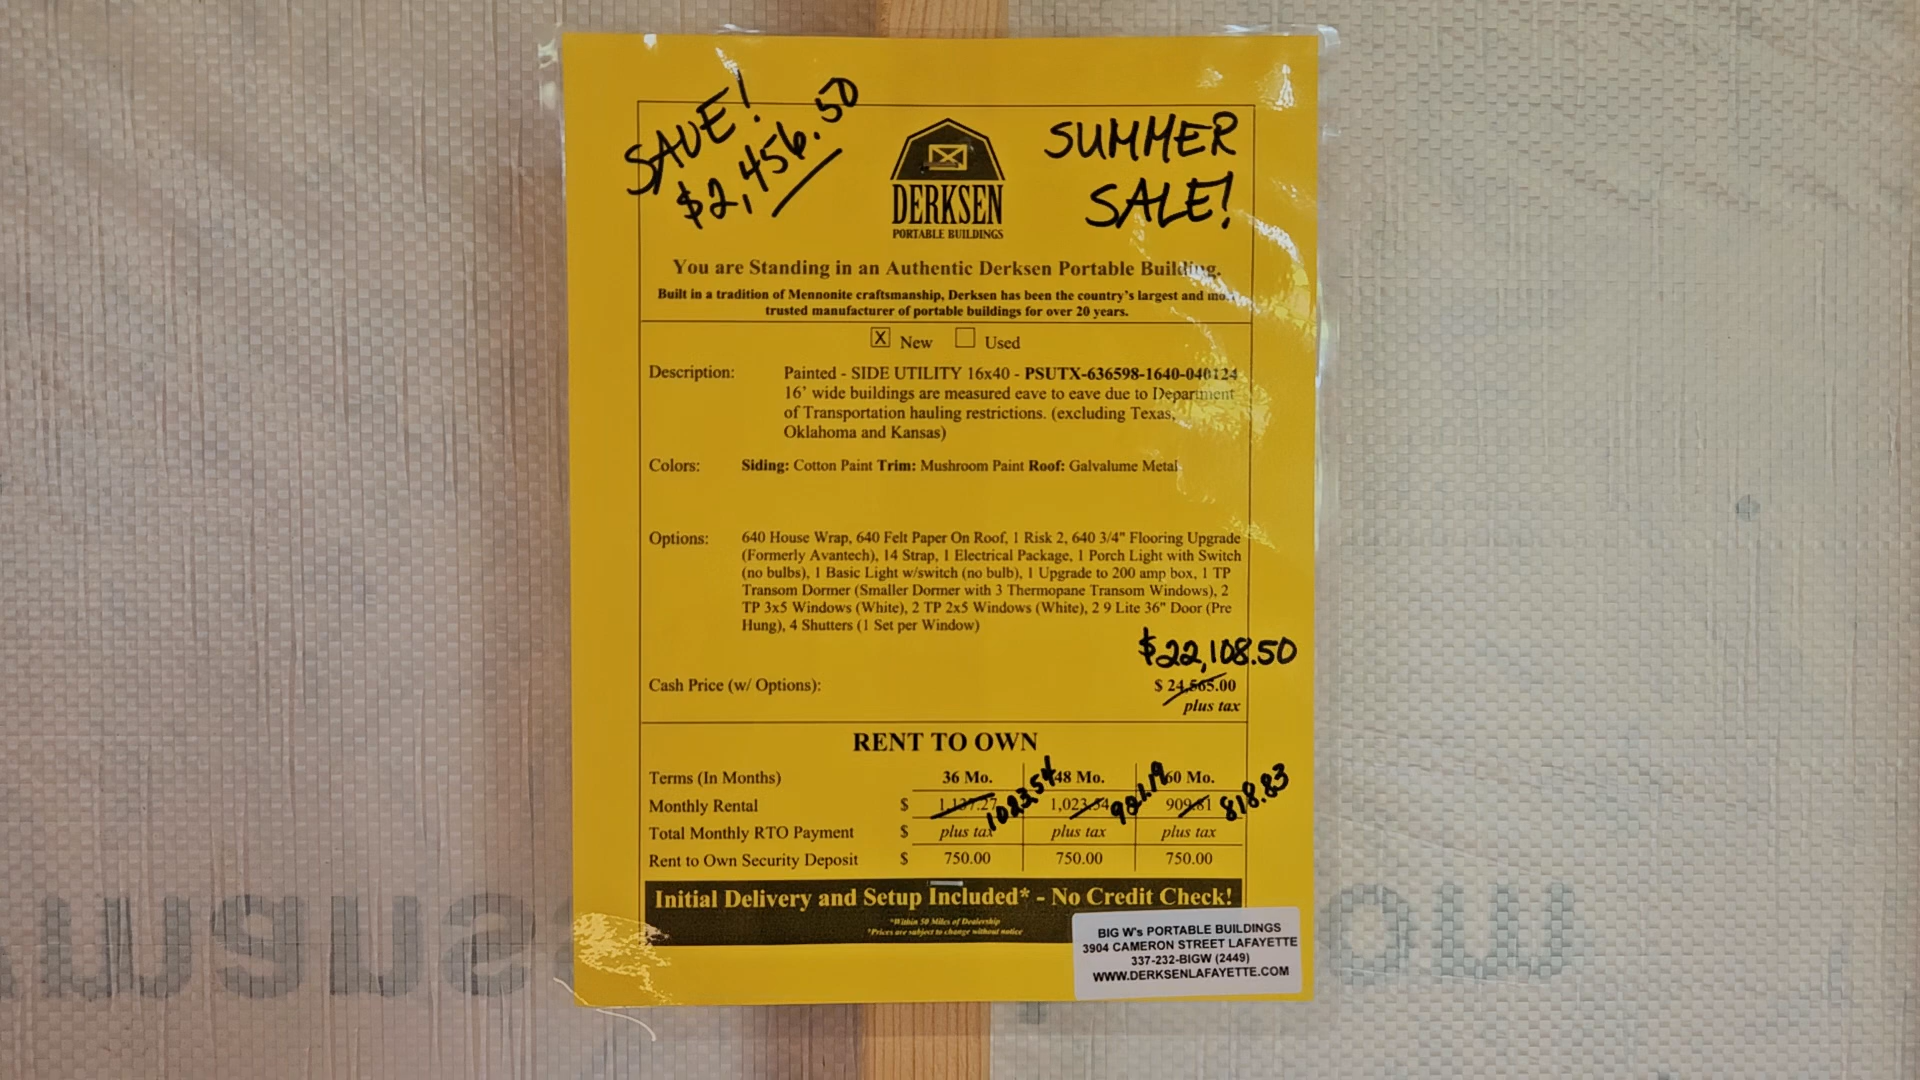 SAVE!
$2,456.50
SUMMER
SALE!
DERKSEN
PORTABLE BUILDINGS
You are Standing in an Authentic Derksen Portable Building.
Built in a tradition of Mennonite craftsmanship, Derksen has been the country's largest and most
trusted manufacturer of portable buildings for over 20 years.
X New Used
Description: Painted - SIDE UTILITY 16x40 - PSUTX-636598-1640-040124
16' wide buildings are measured eave to eave due to Department
of Transportation hauling restrictions. (excluding Texas,
Oklahoma and Kansas)
Colors: Siding: Cotton Paint Trim: Mushroom Paint Roof: Galvalume Metal
Options: 640 House Wrap, 640 Felt Paper On Roof, 1 Risk 2, 640 3/4" Flooring Upgrade
(Formerly Avantech), 14 Strap, 1 Electrical Package, 1 Porch Light with Switch
(no bulbs), 1 Basic Light w/switch (no bulb), 1 Upgrade to 200 amp box, 1 TP
Transom Dormer (Smaller Dormer with 3 Thermopane Transom Windows), 2
TP 3x5 Windows (White), 2 TP 2x5 Windows (White), 2 9 Lite 36" Door (Pre
Hung), 4 Shutters (1 Set per Window)
$22,108.50
Cash Price (w/ Options): $ 24,565.00
plus tax
RENT TO OWN
Terms (In Months) 36 Mo. 48 Mo. 60 Mo.
Monthly Rental $ 1,137.27 1023.54 1,023.54 921.19 909.81 818.83
Total Monthly RTO Payment $ plus tax plus tax plus tax
Rent to Own Security Deposit $ 750.00 750.00 750.00
Initial Delivery and Setup Included* - No Credit Check!
*Within 50 Miles of Dealership
*Prices are subject to change without notice
BIG W's PORTABLE BUILDINGS
3904 CAMERON STREET LAFAYETTE
337-232-BIGW (2449)
WWW.DERKSENLAFAYETTE.COM